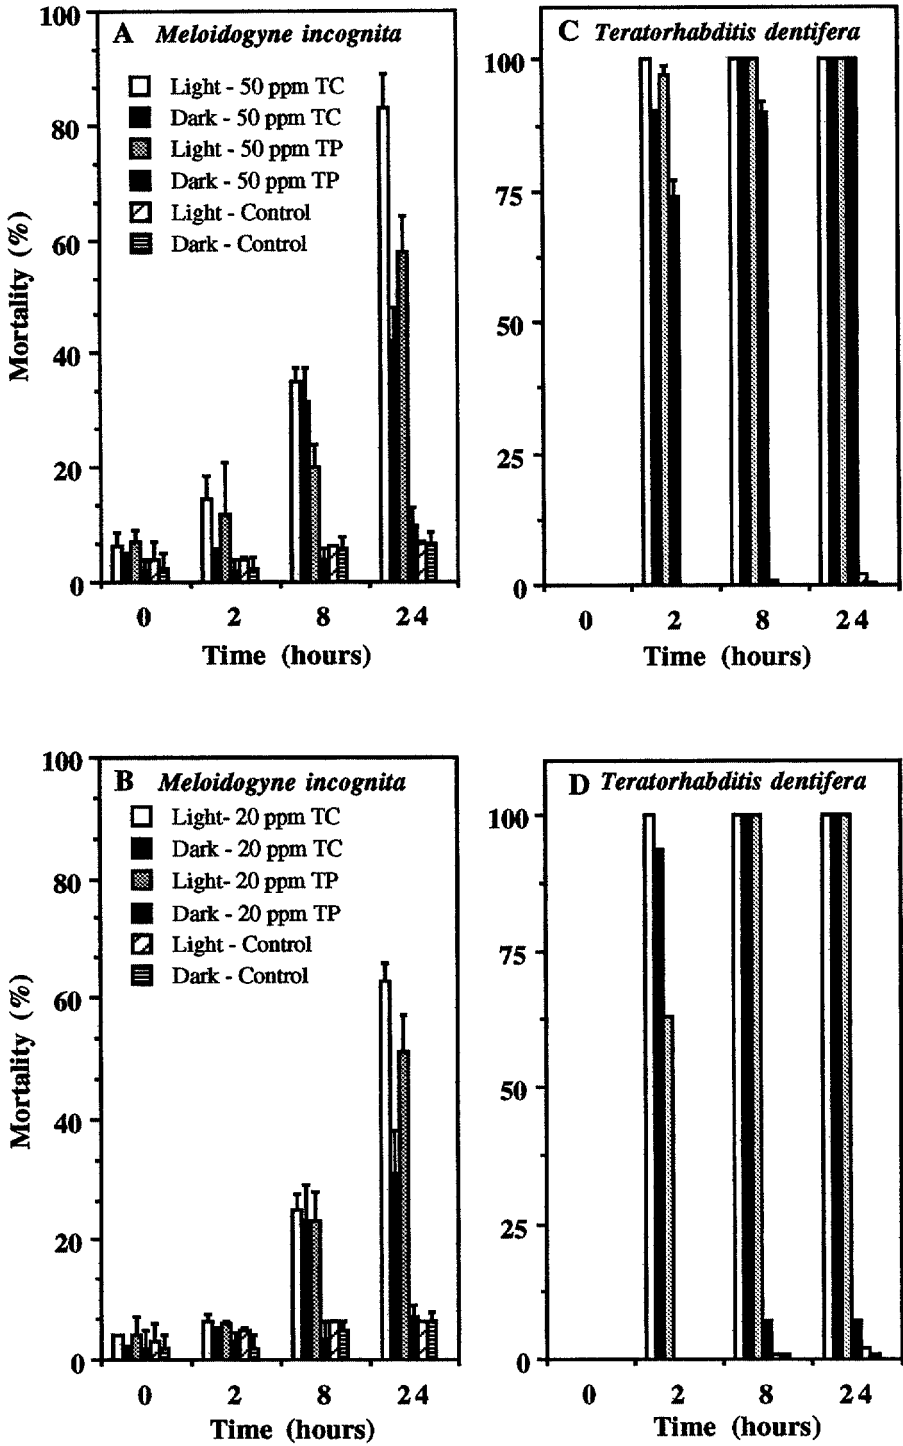 A Meloidogyne incognita
Light - 50 ppm TC
Dark - 50 ppm TC
Light - 50 ppm TP
Dark - 50 ppm TP
Light - Control
Dark - Control
Mortality (%)
100
80
60
40
20
0
0 2 8 24
Time (hours)
C Teratorhabditis dentifera
100
75
50
25
0
0 2 8 24
Time (hours)
B Meloidogyne incognita
Light- 20 ppm TC
Dark - 20 ppm TC
Light- 20 ppm TP
Dark - 20 ppm TP
Light - Control
Dark - Control
Mortality (%)
100
80
60
40
20
0
0 2 8 24
Time (hours)
D Teratorhabditis dentifera
100
75
50
25
0
0 2 8 24
Time (hours)